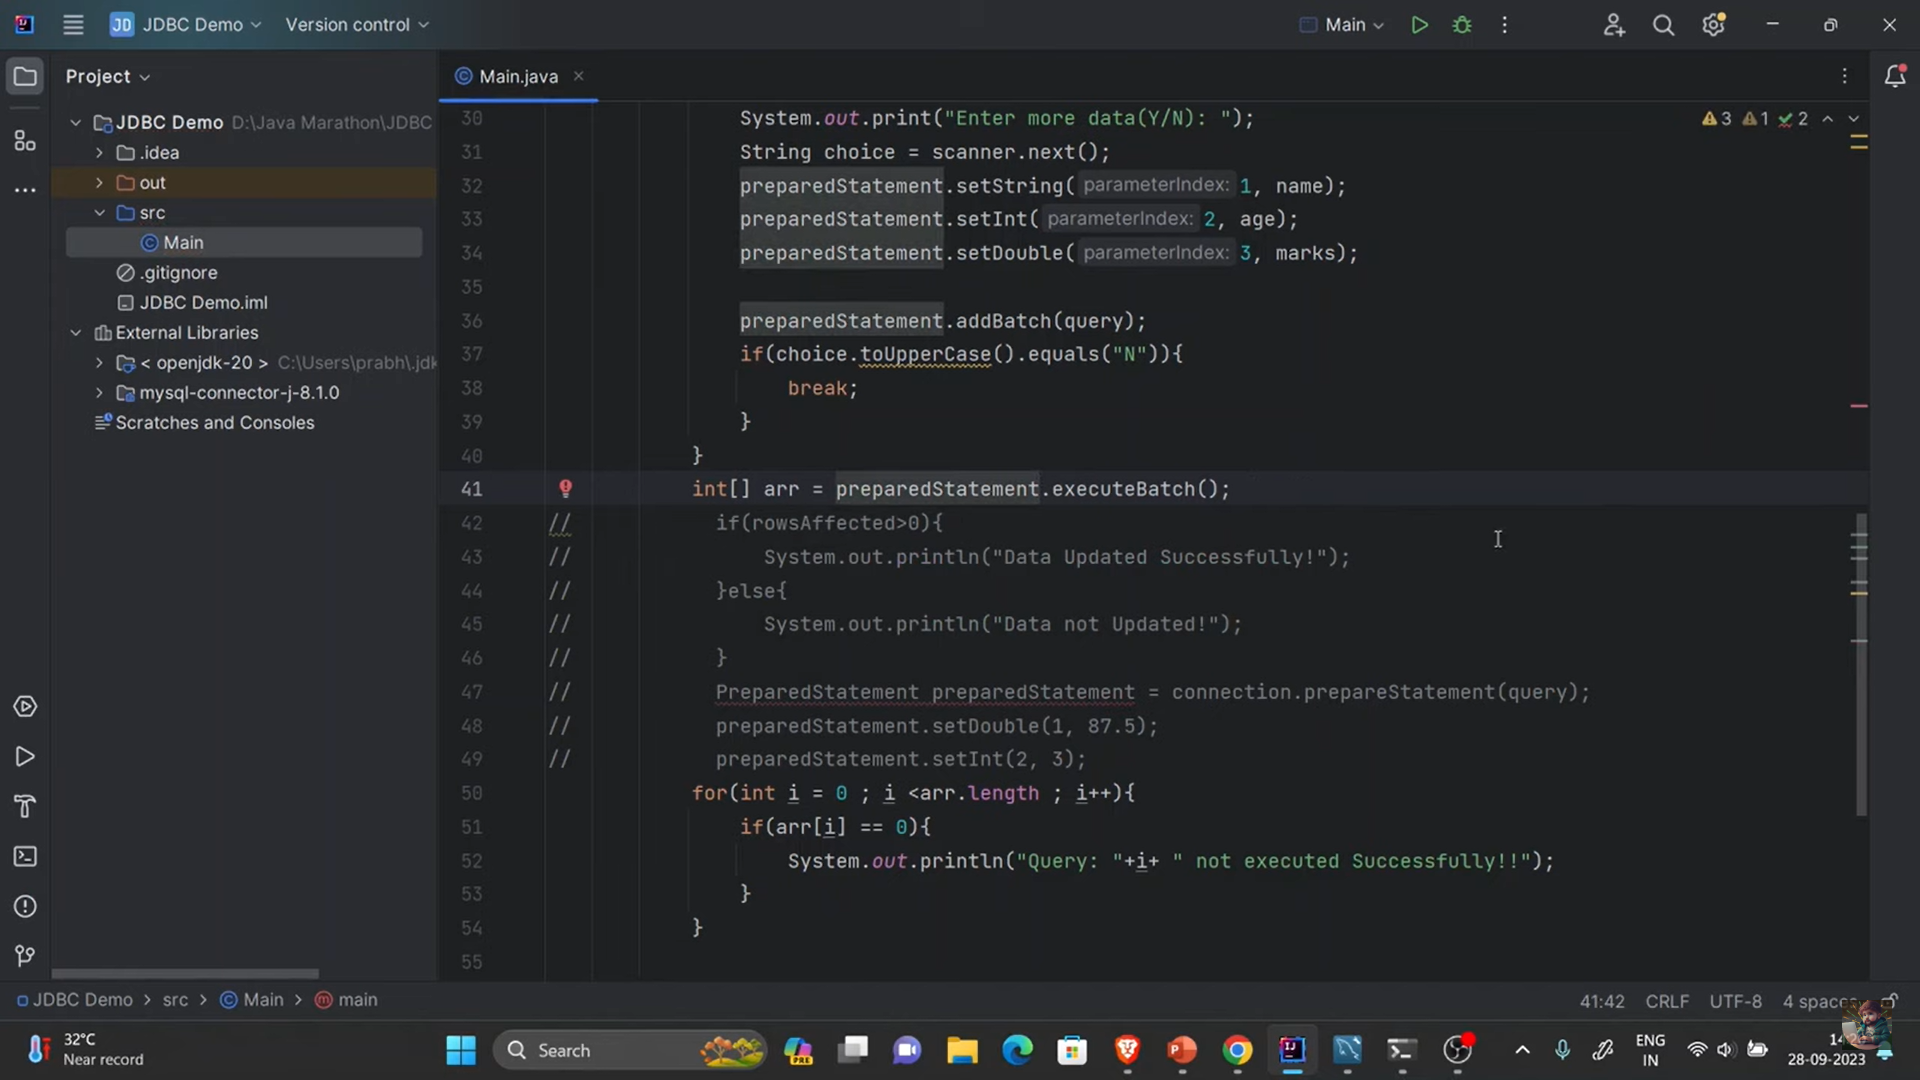 JD JDBC Demo Version control Main
Project
Main.java
JDBC Demo D:\Java Marathon\JDBC
.idea
out
src
Main
.gitignore
JDBC Demo.iml
External Libraries
< openjdk-20 > C:\Users\prabh\.jdk
mysql-connector-j-8.1.0
Scratches and Consoles
3 1 2
30 System.out.print("Enter more data(Y/N): ");
31 String choice = scanner.next();
32 preparedStatement.setString( parameterIndex: 1, name);
33 preparedStatement.setInt( parameterIndex: 2, age);
34 preparedStatement.setDouble( parameterIndex: 3, marks);
35
36 preparedStatement.addBatch(query);
37 if(choice.toUpperCase().equals("N")){
38 break;
39 }
40 }
41 int[] arr = preparedStatement.executeBatch();
42 // if(rowsAffected>0){
43 // System.out.println("Data Updated Successfully!");
44 // }else{
45 // System.out.println("Data not Updated!");
46 // }
47 // PreparedStatement preparedStatement = connection.prepareStatement(query);
48 // preparedStatement.setDouble(1, 87.5);
49 // preparedStatement.setInt(2, 3);
50 for(int i = 0 ; i <arr.length ; i++){
51 if(arr[i] == 0){
52 System.out.println("Query: "+i+ " not executed Successfully!!");
53 }
54 }
55
JDBC Demo > src > Main > main
41:42 CRLF UTF-8 4 spaces
32°C
Near record
Search
PRE
ENG
IN
28-09-2023